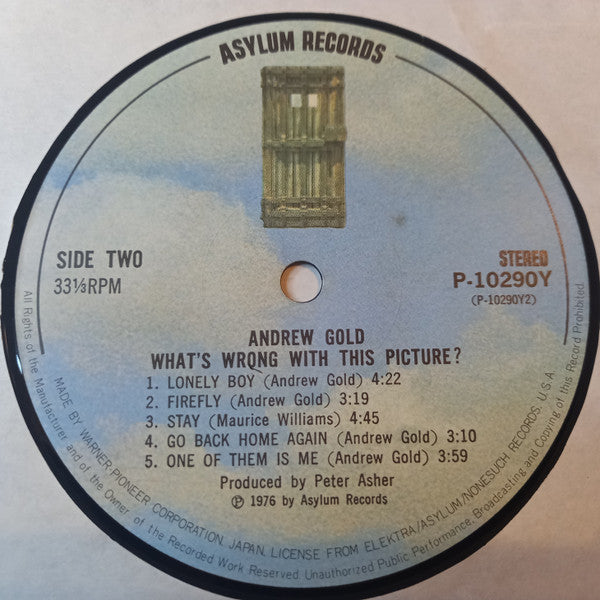 ASYLUM RECORDS
SIDE TWO
33⅓RPM
STEREO
P-10290Y
(P-10290Y2)
ANDREW GOLD
WHAT'S WRONG WITH THIS PICTURE?
1. LONELY BOY (Andrew Gold) 4:22
2. FIREFLY (Andrew Gold) 3:19
3. STAY (Maurice Williams) 4:45
4. GO BACK HOME AGAIN (Andrew Gold) 3:10
5. ONE OF THEM IS ME (Andrew Gold) 3:59
Produced by Peter Asher
℗ 1976 by Asylum Records
MADE BY WARNER-PIONEER CORPORATION, JAPAN, LICENSE FROM ELEKTRA/ASYLUM/NONESUCH RECORDS, U.S.A.
All Rights of the Manufacturer and of the Owner of the Recorded Work Reserved. Unauthorized Public Performance, Broadcasting and Copying of this Record Prohibited.